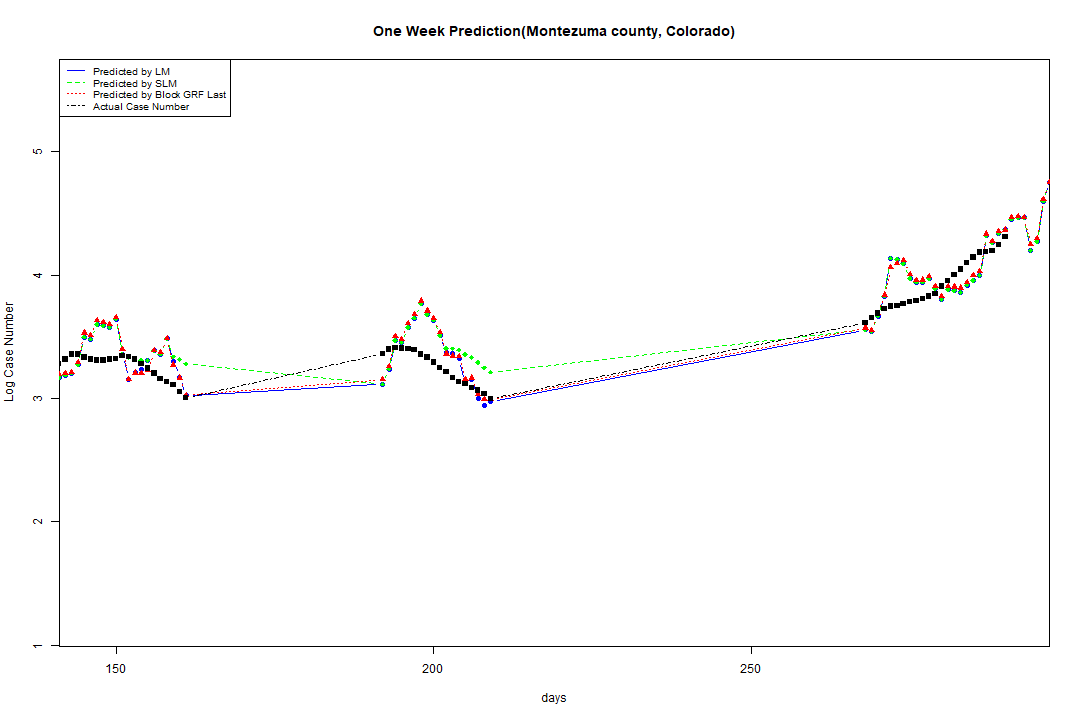 One Week Prediction(Montezuma county, Colorado)
Predicted by LM
Predicted by SLM
Predicted by Block GRF Last
Actual Case Number
5
4
3
2
1
Log Case Number
150
200
250
days